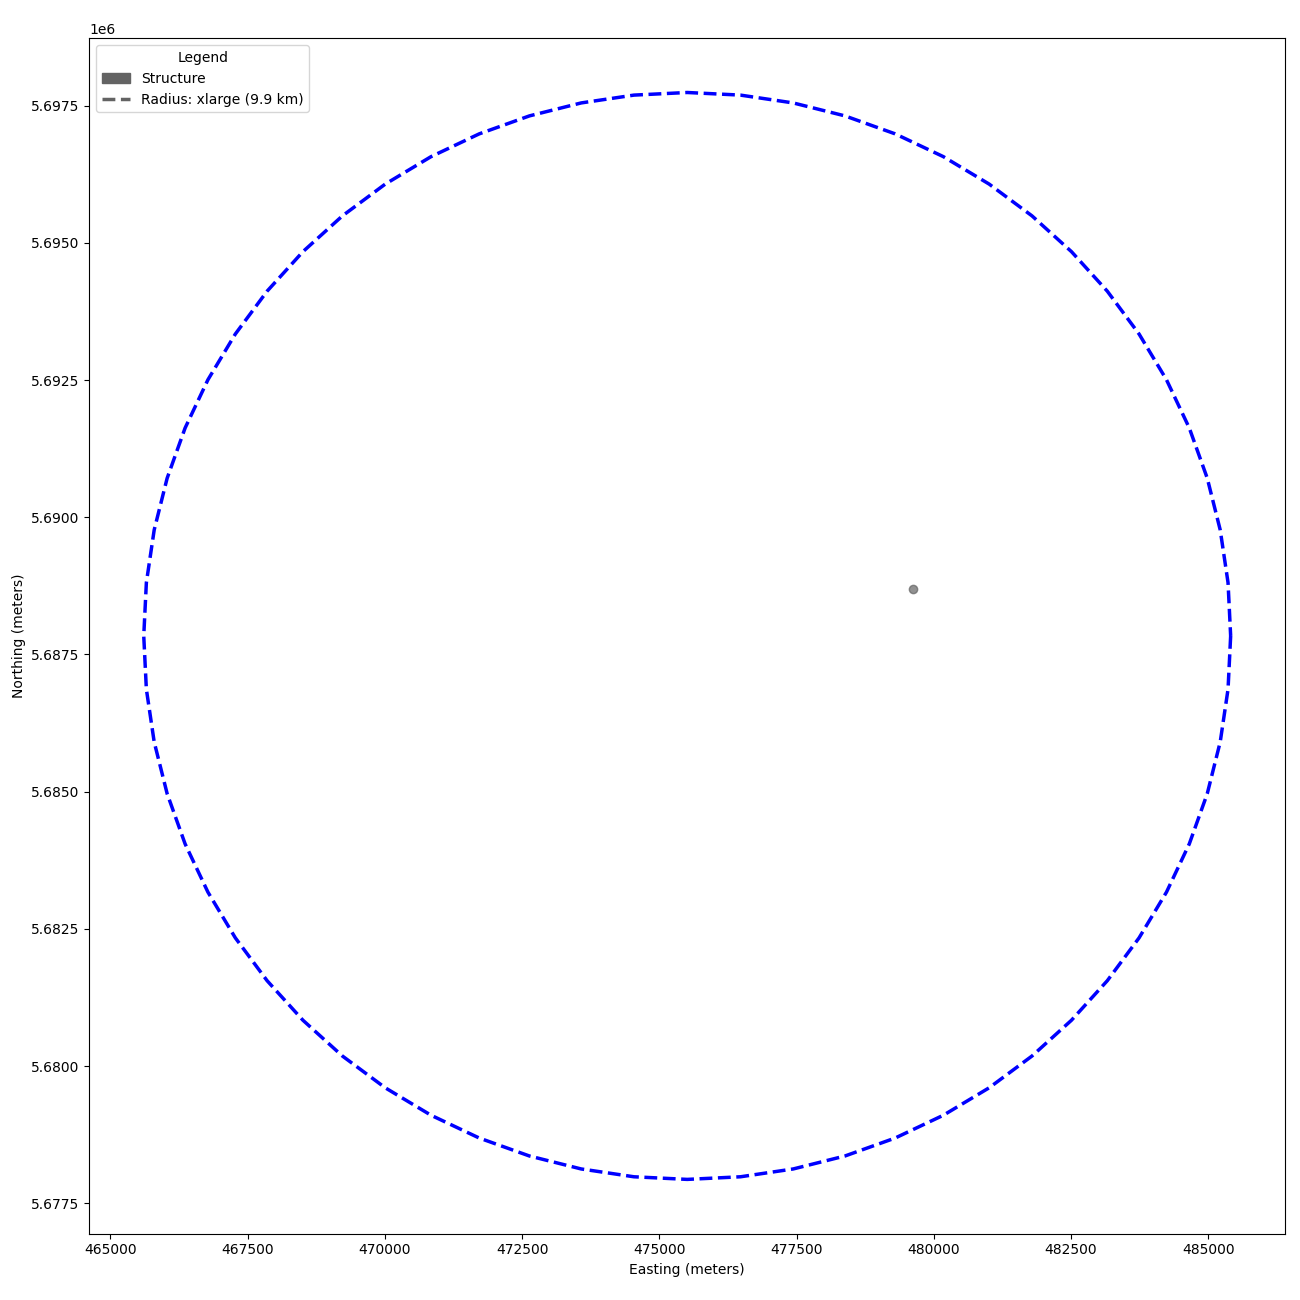 1e6
Legend
Structure
Radius: xlarge (9.9 km)
5.6975
5.6950
5.6925
5.6900
5.6875
5.6850
5.6825
5.6800
5.6775
Northing (meters)
465000 467500 470000 472500 475000 477500 480000 482500 485000
Easting (meters)